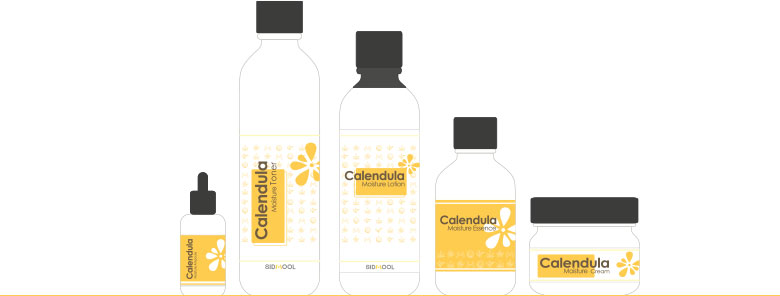 Calendula
Calendula
Moisture Toner
SIDMOOL
Calendula
Moisture Lotion
SIDMOOL
Calendula
Moisture Essence
Calendula
Moisture Cream